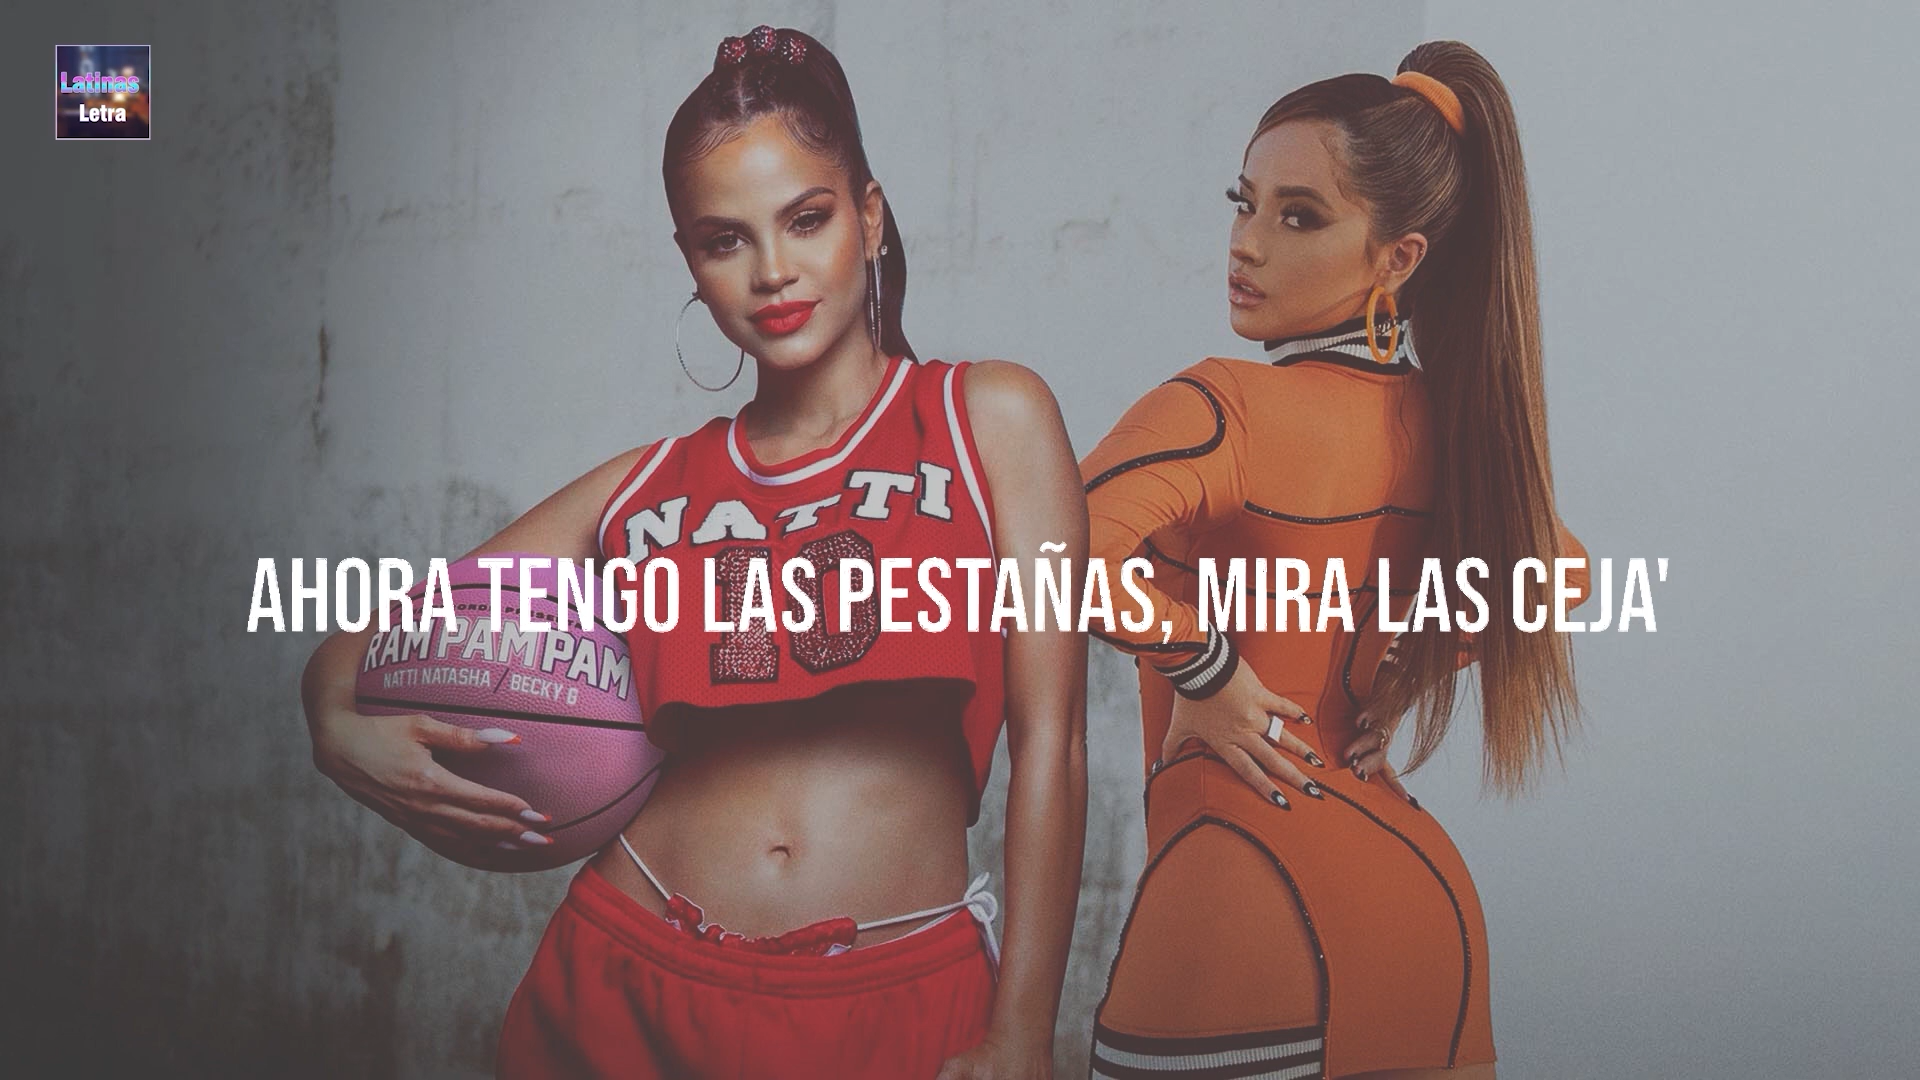 Latinas
Letra
NATTI
10
RAM PAM PAM
NATTI NATASHA / BECKY G
AHORA TENGO LAS PESTAÑAS, MIRA LAS CEJA'